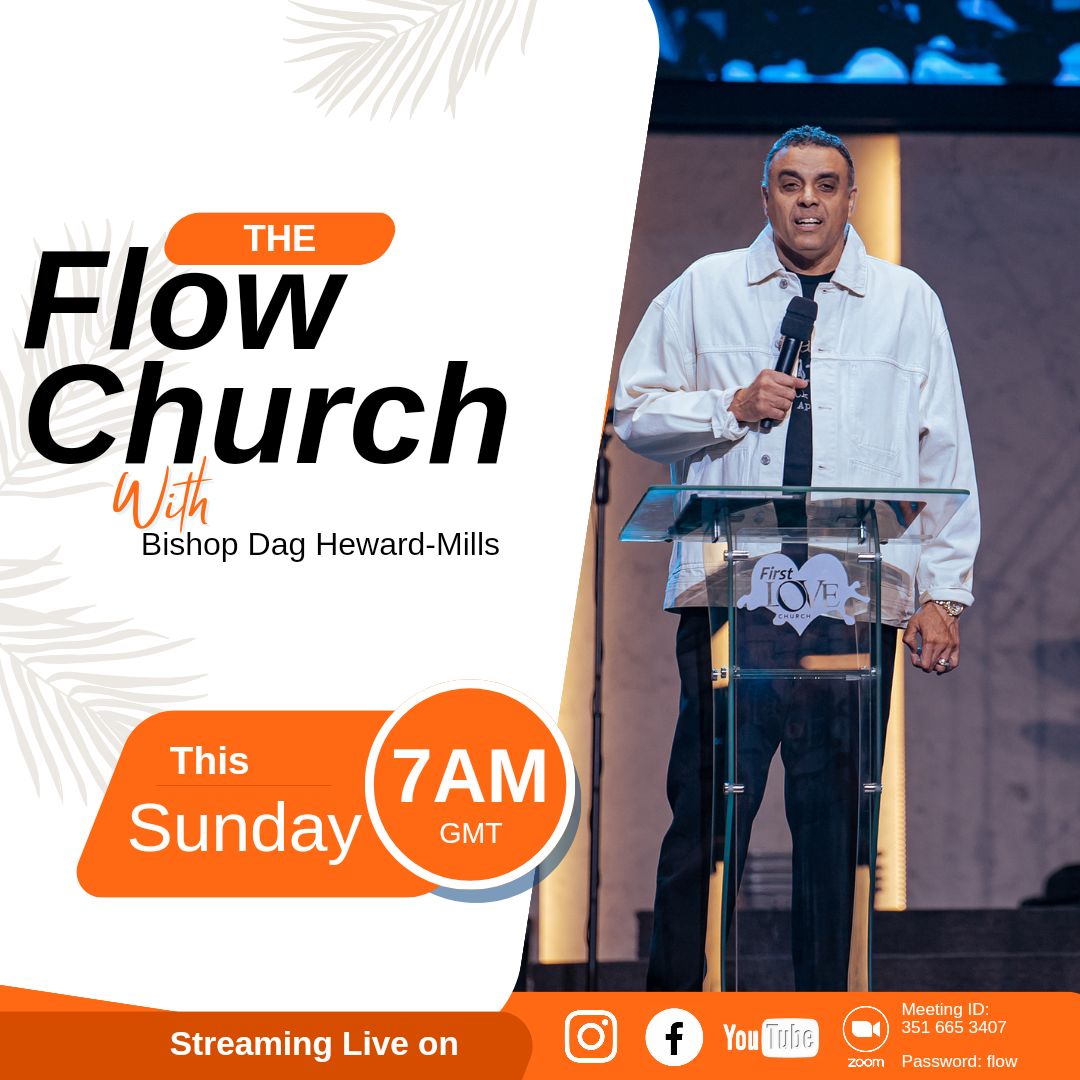 THE
Flow
Church
With
Bishop Dag Heward-Mills
This
Sunday
7AM
GMT
First
LOVE
CHURCH
Streaming Live on
YouTube
zoom
Meeting ID:
351 665 3407
Password: flow